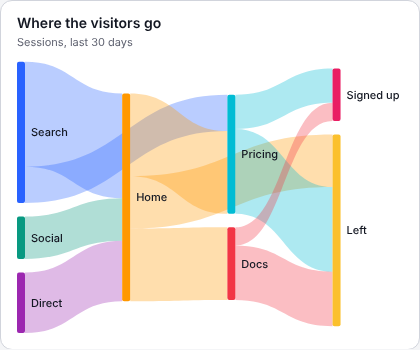 Where the visitors go
Sessions, last 30 days
Search
Social
Direct
Home
Pricing
Docs
Signed up
Left